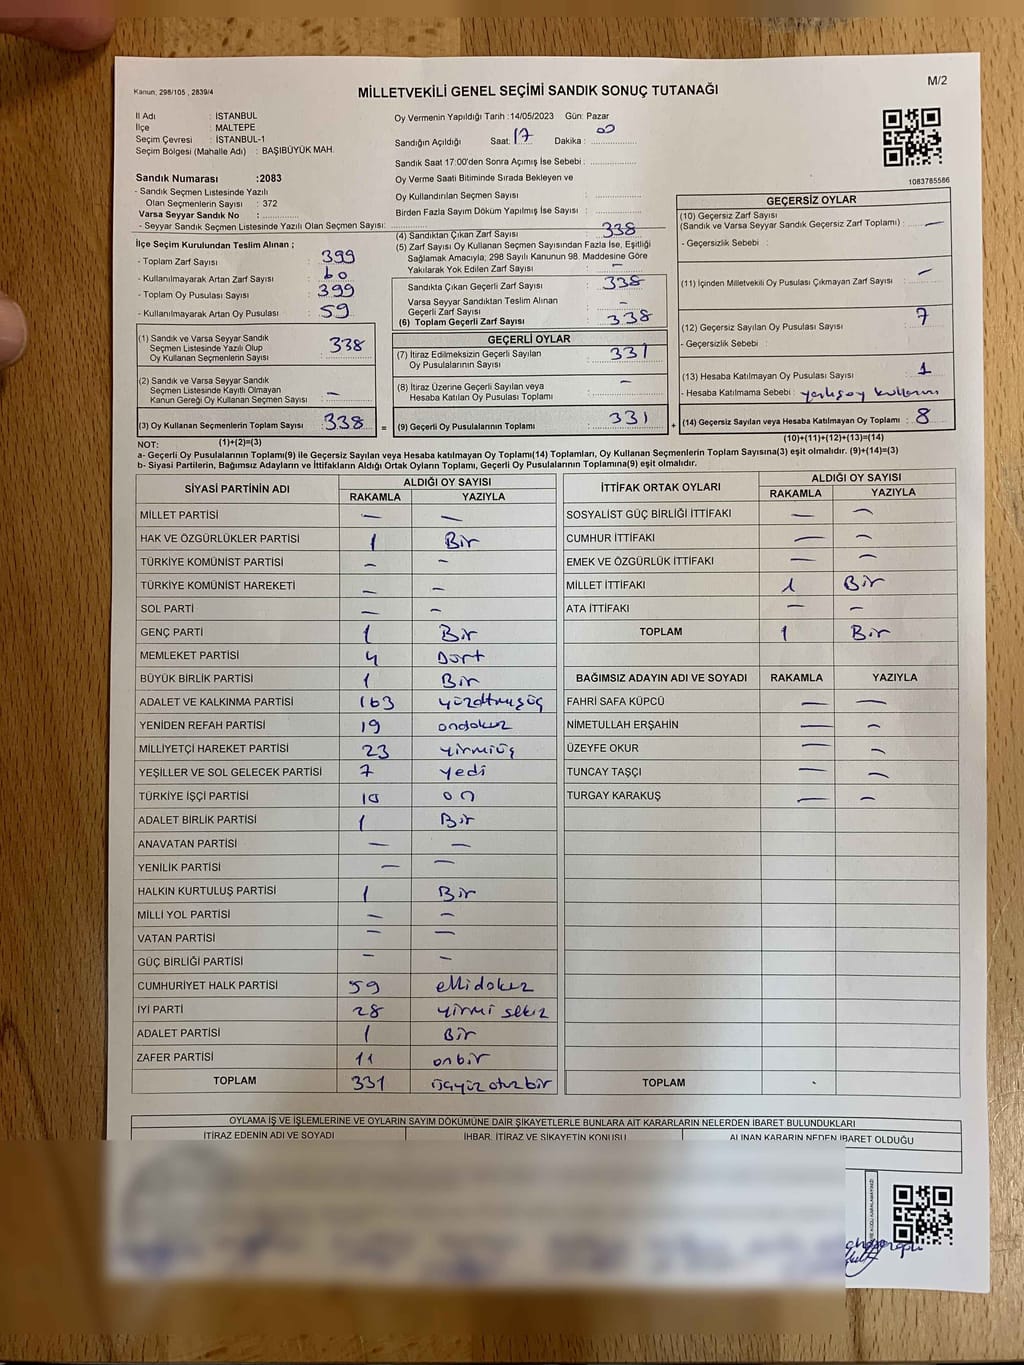 Kanun, 298/105 , 2839/4
MİLLETVEKİLİ GENEL SEÇİMİ SANDIK SONUÇ TUTANAĞI
M/2
İl Adı : İSTANBUL
İlçe : MALTEPE
Seçim Çevresi : İSTANBUL-1
Seçim Bölgesi (Mahalle Adı) : BAŞIBÜYÜK MAH.
Sandık Numarası :2083
- Sandık Seçmen Listesinde Yazılı
Olan Seçmenlerin Sayısı : 372
Varsa Seyyar Sandık No : ..............
- Seyyar Sandık Seçmen Listesinde Yazılı Olan Seçmen Sayısı: ..............
İlçe Seçim Kurulundan Teslim Alınan ;
- Toplam Zarf Sayısı : 399
- Kullanılmayarak Artan Zarf Sayısı : 60
- Toplam Oy Pusulası Sayısı : 399
- Kullanılmayarak Artan Oy Pusulası : 59
(1) Sandık ve Varsa Seyyar Sandık
Seçmen Listesinde Yazılı Olup : 338
Oy Kullanan Seçmenlerin Sayısı
(2) Sandık ve Varsa Seyyar Sandık
Seçmen Listesinde Kayıtlı Olmayan
Kanun Gereği Oy Kullanan Seçmen Sayısı : —
(3) Oy Kullanan Seçmenlerin Toplam Sayısı : 338
(1)+(2)=(3)
Oy Vermenin Yapıldığı Tarih :14/05/2023 Gün: Pazar
Sandığın Açıldığı Saat: 17 Dakika : 00
Sandık Saat 17:00'den Sonra Açımış İse Sebebi : ..............
Oy Verme Saati Bitiminde Sırada Bekleyen ve
Oy Kullandırılan Seçmen Sayısı : ..............
Birden Fazla Sayım Döküm Yapılmış İse Sayısı : ..............
(4) Sandıktan Çıkan Zarf Sayısı : 338
(5) Zarf Sayısı Oy Kullanan Seçmen Sayısından Fazla İse, Eşitliği
Sağlamak Amacıyla; 298 Sayılı Kanunun 98. Maddesine Göre
Yakılarak Yok Edilen Zarf Sayısı : —
Sandıkta Çıkan Geçerli Zarf Sayısı : 338
Varsa Seyyar Sandıktan Teslim Alınan
Geçerli Zarf Sayısı : —
(6) Toplam Geçerli Zarf Sayısı : 338
GEÇERLİ OYLAR
(7) İtiraz Edilmeksizin Geçerli Sayılan
Oy Pusulalarının Sayısı : 331
(8) İtiraz Üzerine Geçerli Sayılan veya
Hesaba Katılan Oy Pusulası Toplamı : —
= (9) Geçerli Oy Pusulalarının Toplamı : 331 +
1083785586
GEÇERSİZ OYLAR
(10) Geçersiz Zarf Sayısı
(Sandık ve Varsa Seyyar Sandık Geçersiz Zarf Toplamı) : —
- Geçersizlik Sebebi :
(11) İçinden Milletvekili Oy Pusulası Çıkmayan Zarf Sayısı : —
(12) Geçersiz Sayılan Oy Pusulası Sayısı : 7
- Geçersizlik Sebebi :
(13) Hesaba Katılmayan Oy Pusulası Sayısı : 1
- Hesaba Katılmama Sebebi :
(14) Geçersiz Sayılan veya Hesaba Katılmayan Oy Toplamı : 8
(10)+(11)+(12)+(13)=(14)
NOT:
a- Geçerli Oy Pusulasının Toplamı(9) ile Geçersiz Sayılan veya Hesaba katılmayan Oy Toplamı(14) Toplamları, Oy Kullanan Seçmenlerin Toplam Sayısına(3) eşit olmalıdır. (9)+(14)=(3)
b- Siyasi Partilerin, Bağımsız Adayların ve İttifakların Aldığı Ortak Oyların Toplamı, Geçerli Oy Pusulalarının Toplamına(9) eşit olmalıdır.
SİYASİ PARTİNİN ADI ALDIĞI OY SAYISI
RAKAMLA YAZIYLA
MİLLET PARTİSİ — —
HAK VE ÖZGÜRLÜKLER PARTİSİ 1 Bir
TÜRKİYE KOMÜNİST PARTİSİ — —
TÜRKİYE KOMÜNİST HAREKETİ — —
SOL PARTİ — —
GENÇ PARTİ 1 Bir
MEMLEKET PARTİSİ 4 Dört
BÜYÜK BİRLİK PARTİSİ 1 Bir
ADALET VE KALKINMA PARTİSİ 163 yüzatmışüç
YENİDEN REFAH PARTİSİ 19 ondokuz
MİLLİYETÇİ HAREKET PARTİSİ 23 yirmiüç
YEŞİLLER VE SOL GELECEK PARTİSİ 7 yedi
TÜRKİYE İŞÇİ PARTİSİ 10 on
ADALET BİRLİK PARTİSİ 1 Bir
ANAVATAN PARTİSİ — —
YENİLİK PARTİSİ — —
HALKIN KURTULUŞ PARTİSİ 1 Bir
MİLLİ YOL PARTİSİ — —
VATAN PARTİSİ — —
GÜÇ BİRLİĞİ PARTİSİ — —
CUMHURİYET HALK PARTİSİ 59 ellidokuz
İYİ PARTİ 28 yirmi sekiz
ADALET PARTİSİ 1 Bir
ZAFER PARTİSİ 11 onbir
TOPLAM 331 üçyüz otuz bir
İTTİFAK ORTAK OYLARI ALDIĞI OY SAYISI
RAKAMLA YAZIYLA
SOSYALİST GÜÇ BİRLİĞİ İTTİFAKI — —
CUMHUR İTTİFAKI — —
EMEK VE ÖZGÜRLÜK İTTİFAKI — —
MİLLET İTTİFAKI 1 Bir
ATA İTTİFAKI — —
TOPLAM 1 Bir
BAĞIMSIZ ADAYIN ADI VE SOYADI RAKAMLA YAZIYLA
FAHRİ SAFA KÜPCÜ — —
NİMETULLAH ERŞAHİN — —
ÜZEYFE OKUR — —
TUNCAY TAŞÇI — —
TURGAY KARAKUŞ — —
TOPLAM
OYLAMA İŞ VE İŞLEMLERİNE VE OYLARIN SAYIM DÖKÜMÜNE DAİR ŞİKAYETLERLE BUNLARA AİT KARARLARIN NELERDEN İBARET BULUNDUKLARI
İTİRAZ EDENİN ADI VE SOYADI İHBAR, İTİRAZ VE ŞİKAYETİN KONUSU ALINAN KARARIN NEDEN İBARET OLDUĞU